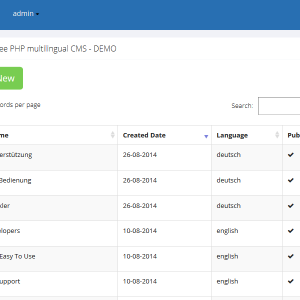 admin
ee PHP multilingual CMS - DEMO
New
ords per page
Search:
me Created Date Language Pub
erstützung 26-08-2014 deutsch
Bedienung 26-08-2014 deutsch
kler 26-08-2014 deutsch
elopers 10-08-2014 english
Easy To Use 10-08-2014 english
upport 10-08-2014 english